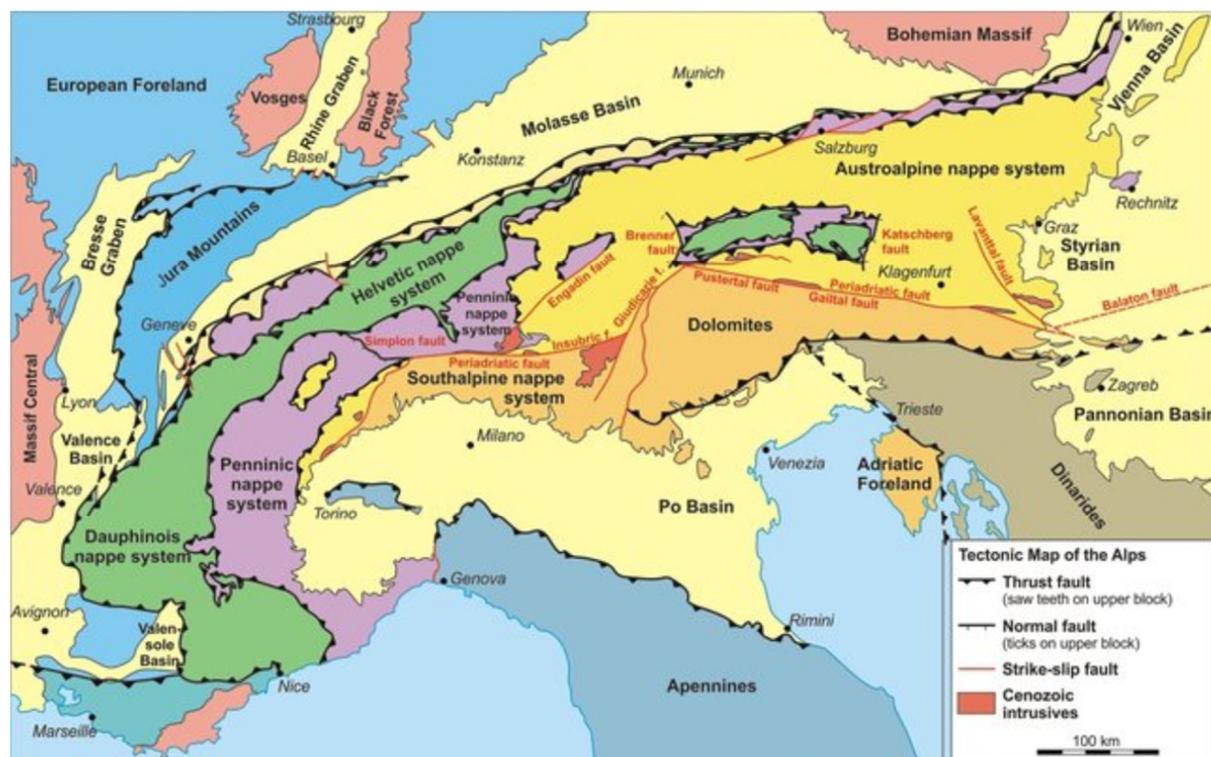 Strasbourg
Wien
Bohemian Massif
European Foreland
Vosges
Rhine Graben
Black
Forest
Munich
Vienna Basin
Molasse Basin
Basel
Konstanz
Salzburg
Austroalpine nappe system
Rechnitz
Bresse
Graben
Jura Mountains
Brenner
fault
Katschberg
fault
Lavanttal fault
Graz
Styrian
Basin
Helvetic nappe
system
Engadin fault
Giudicarie f.
Pustertal fault
Klagenfurt
Periadriatic fault
Gailtal fault
Balaton fault
Penninic
nappe
system
Geneve
Simplon fault
Insubric f.
Dolomites
Periadriatic fault
Southalpine nappe
system
Massif Central
Lyon
Zagreb
Trieste
Pannonian Basin
Valence
Basin
Milano
Venezia
Adriatic
Foreland
Dinarides
Penninic
nappe
system
Valence
Torino
Po Basin
Dauphinois
nappe system
Genova
Avignon
Valen-
sole
Basin
Rimini
Nice
Apennines
Marseille
Tectonic Map of the Alps
Thrust fault
(saw teeth on upper block)
Normal fault
(ticks on upper block)
Strike-slip fault
Cenozoic
intrusives
100 km